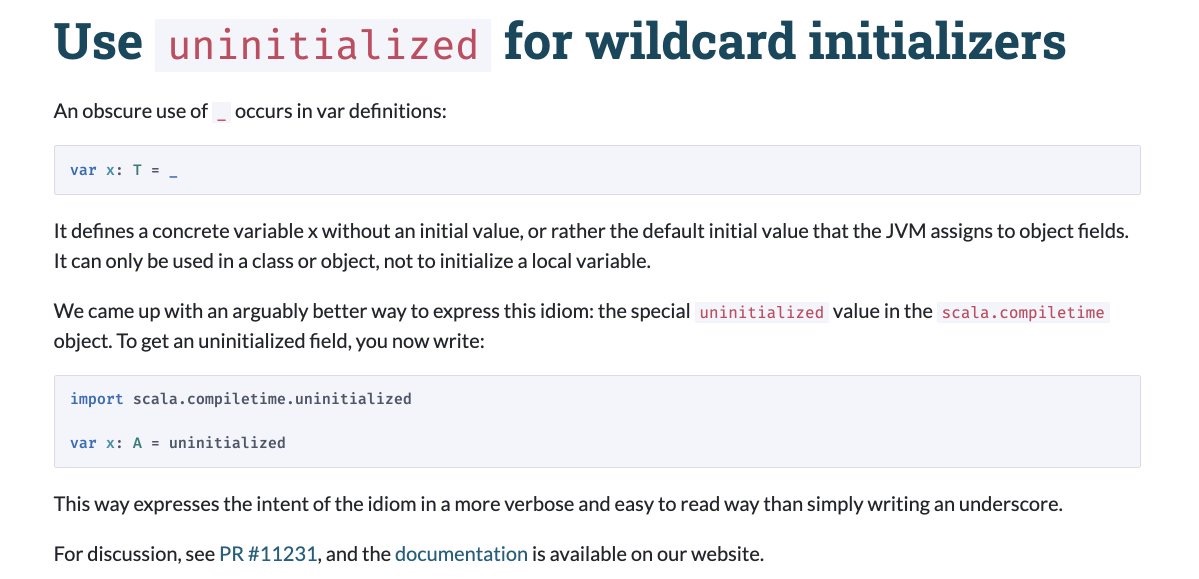 Use uninitialized for wildcard initializers
An obscure use of _ occurs in var definitions:
var x: T = _
It defines a concrete variable x without an initial value, or rather the default initial value that the JVM assigns to object fields.
It can only be used in a class or object, not to initialize a local variable.
We came up with an arguably better way to express this idiom: the special uninitialized value in the scala.compiletime
object. To get an uninitialized field, you now write:
import scala.compiletime.uninitialized
var x: A = uninitialized
This way expresses the intent of the idiom in a more verbose and easy to read way than simply writing an underscore.
For discussion, see PR #11231, and the documentation is available on our website.